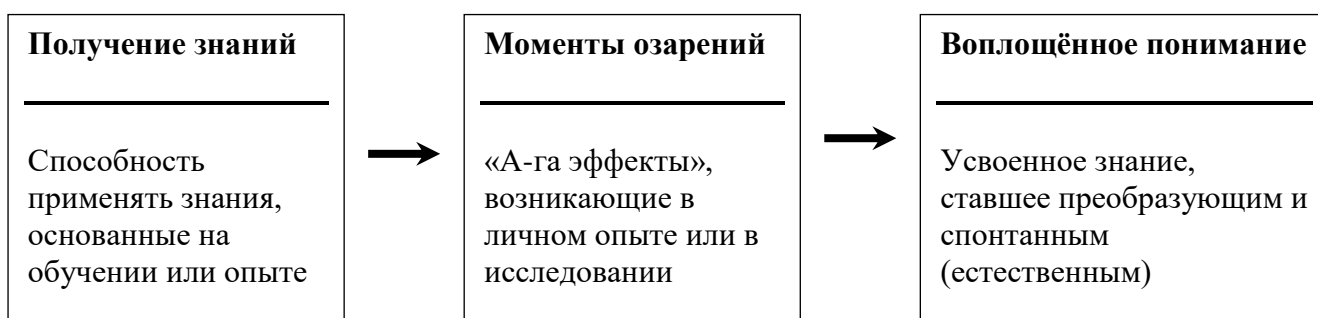 Получение знаний
Способность
применять знания,
основанные на
обучении или опыте
Моменты озарений
«А-га эффекты»,
возникающие в
личном опыте или в
исследовании
Воплощённое понимание
Усвоенное знание,
ставшее преобразующим и
спонтанным
(естественным)